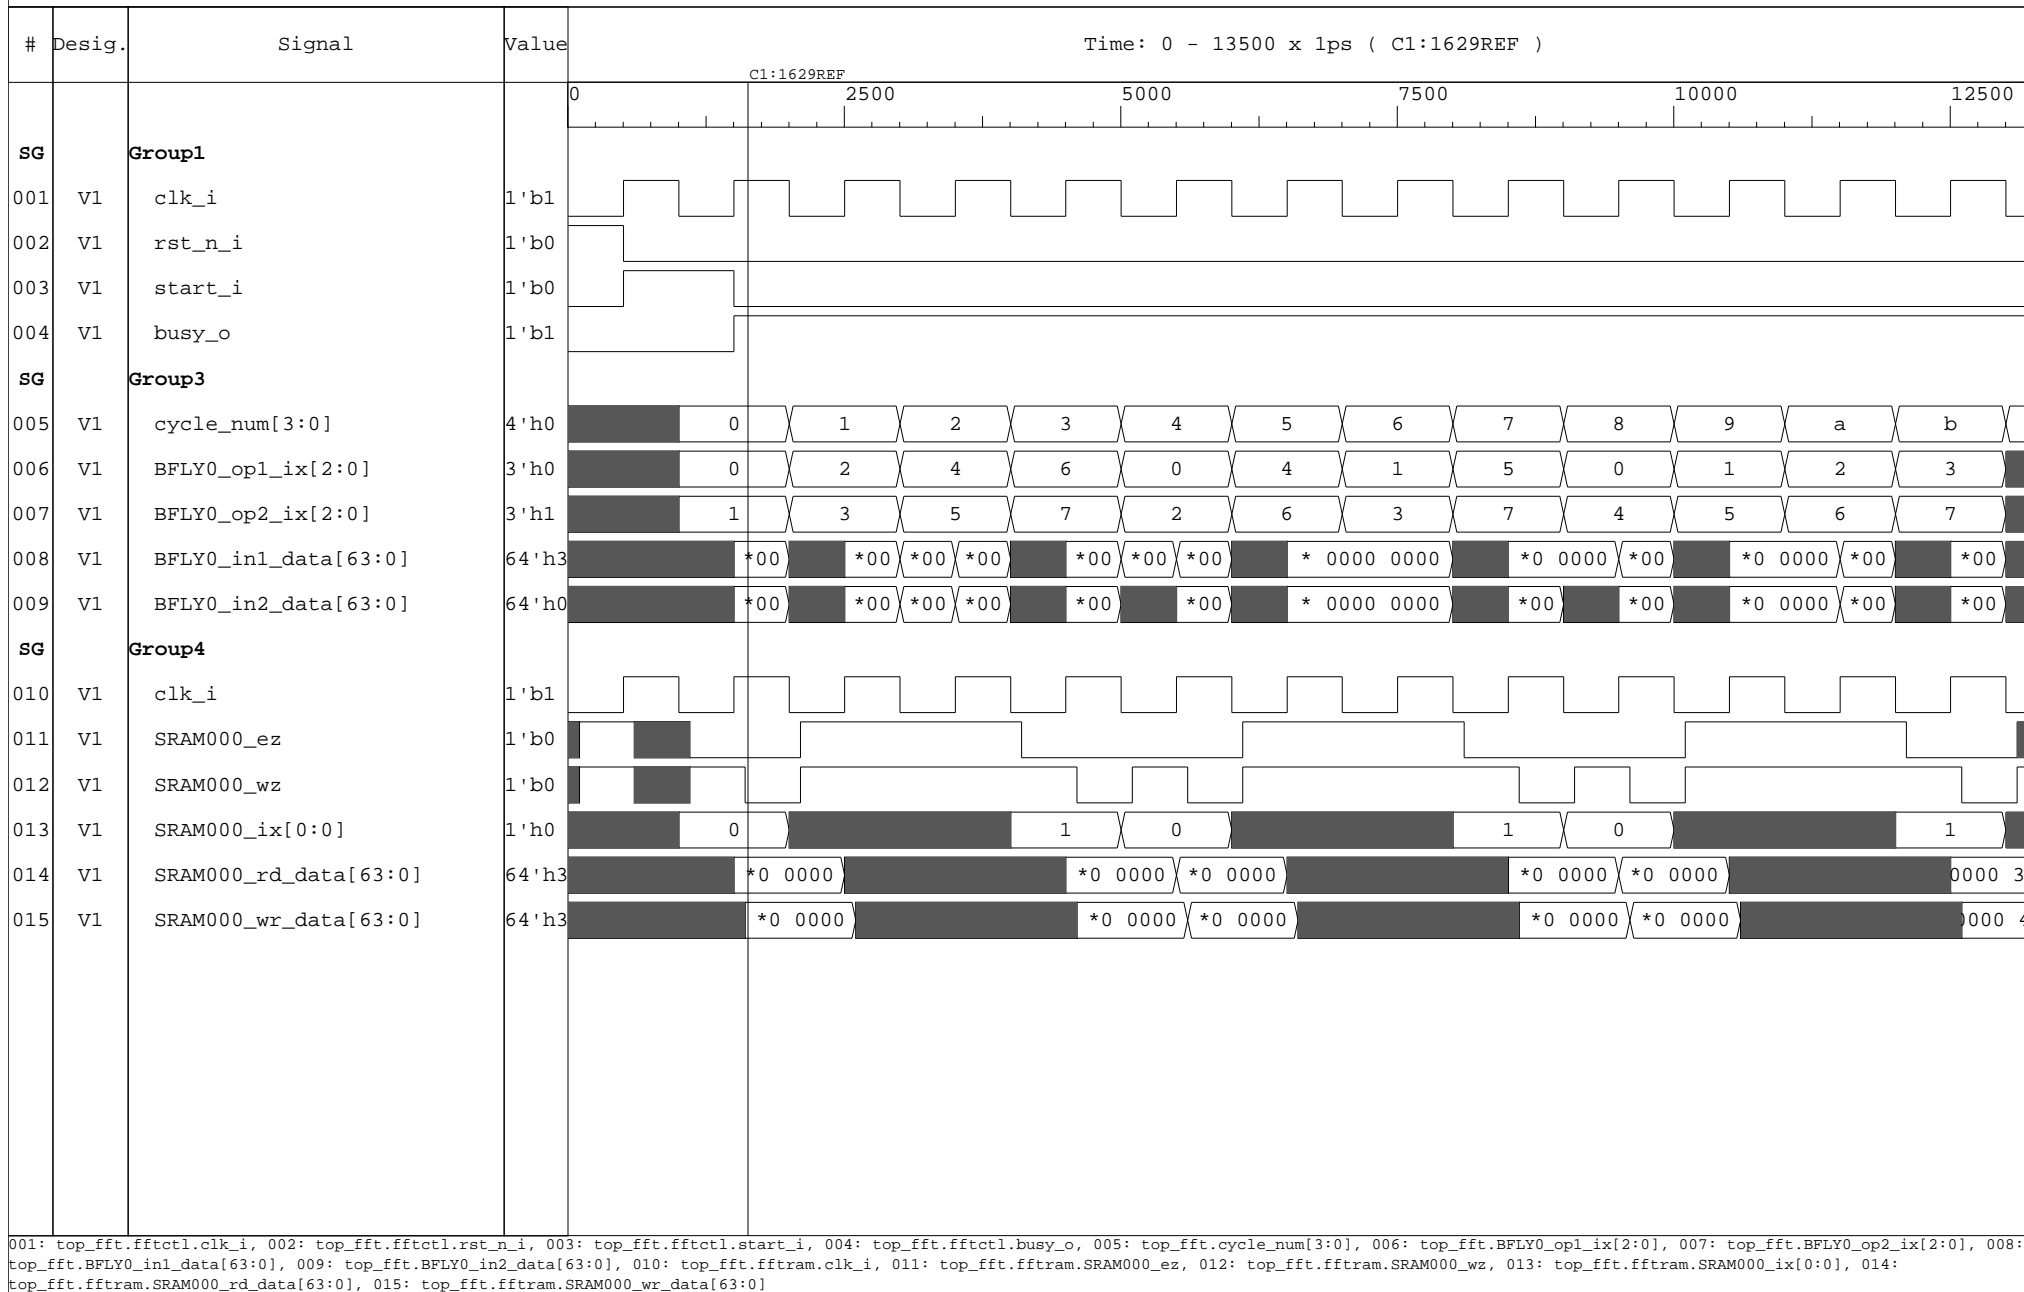 # Desig. Signal Value Time: 0 - 13500 x 1ps ( C1:1629REF )
C1:1629REF
0 2500 5000 7500 10000 12500
SG Group1
001 V1 clk_i 1'b1
002 V1 rst_n_i 1'b0
003 V1 start_i 1'b0
004 V1 busy_o 1'b1
SG Group3
005 V1 cycle_num[3:0] 4'h0 0 1 2 3 4 5 6 7 8 9 a b
006 V1 BFLY0_op1_ix[2:0] 3'h0 0 2 4 6 0 4 1 5 0 1 2 3
007 V1 BFLY0_op2_ix[2:0] 3'h1 1 3 5 7 2 6 3 7 4 5 6 7
008 V1 BFLY0_in1_data[63:0] 64'h3 *00 *00 *00 *00 *00 *00 *00 * 0000 0000 *0 0000 *00 *0 0000 *00 *00
009 V1 BFLY0_in2_data[63:0] 64'h0 *00 *00 *00 *00 *00 *00 * 0000 0000 *00 *00 *0 0000 *00 *00
SG Group4
010 V1 clk_i 1'b1
011 V1 SRAM000_ez 1'b0
012 V1 SRAM000_wz 1'b0
013 V1 SRAM000_ix[0:0] 1'h0 0 1 0 1 0 1
014 V1 SRAM000_rd_data[63:0] 64'h3 *0 0000 *0 0000 *0 0000 *0 0000 *0 0000 0000 3
015 V1 SRAM000_wr_data[63:0] 64'h3 *0 0000 *0 0000 *0 0000 *0 0000 *0 0000 0000 4
001: top_fft.fftctl.clk_i, 002: top_fft.fftctl.rst_n_i, 003: top_fft.fftctl.start_i, 004: top_fft.fftctl.busy_o, 005: top_fft.cycle_num[3:0], 006: top_fft.BFLY0_op1_ix[2:0], 007: top_fft.BFLY0_op2_ix[2:0], 008:
top_fft.BFLY0_in1_data[63:0], 009: top_fft.BFLY0_in2_data[63:0], 010: top_fft.fftram.clk_i, 011: top_fft.fftram.SRAM000_ez, 012: top_fft.fftram.SRAM000_wz, 013: top_fft.fftram.SRAM000_ix[0:0], 014:
top_fft.fftram.SRAM000_rd_data[63:0], 015: top_fft.fftram.SRAM000_wr_data[63:0]